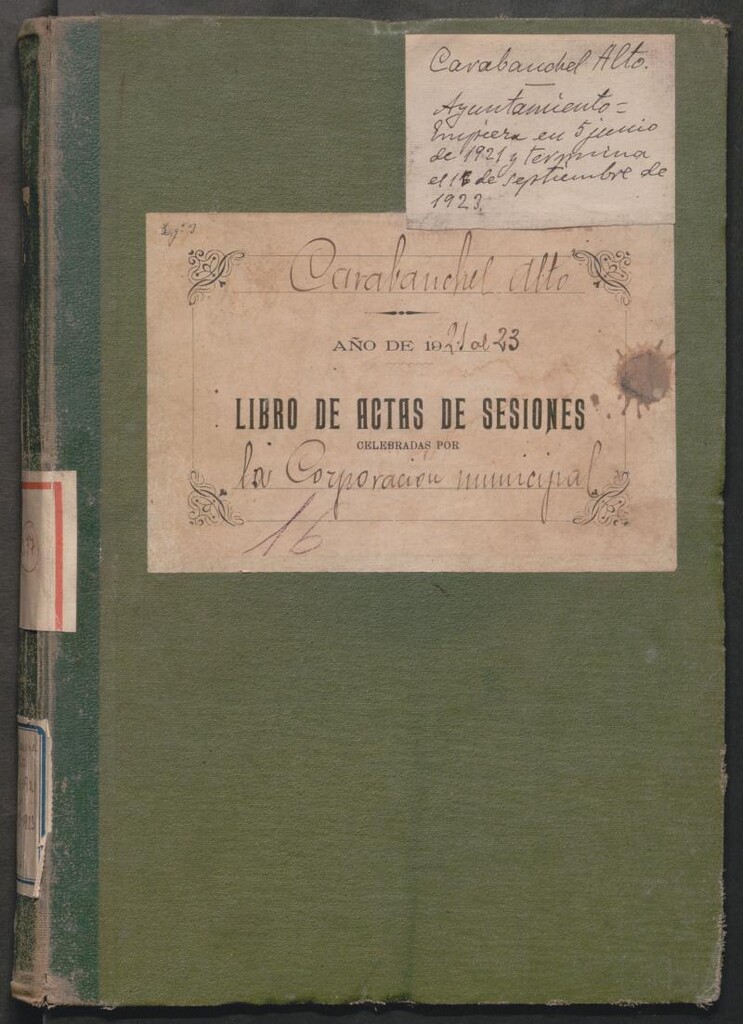 Carabanchel Alto.
Ayuntamiento=
Empieza en 5 junio
de 1921 y termina
el 1 de septiembre de
1923.
Carabanchel Alto
AÑO DE 1921 al 23
LIBRO DE ACTAS DE SESIONES
CELEBRADAS POR
la Corporación municipal
16